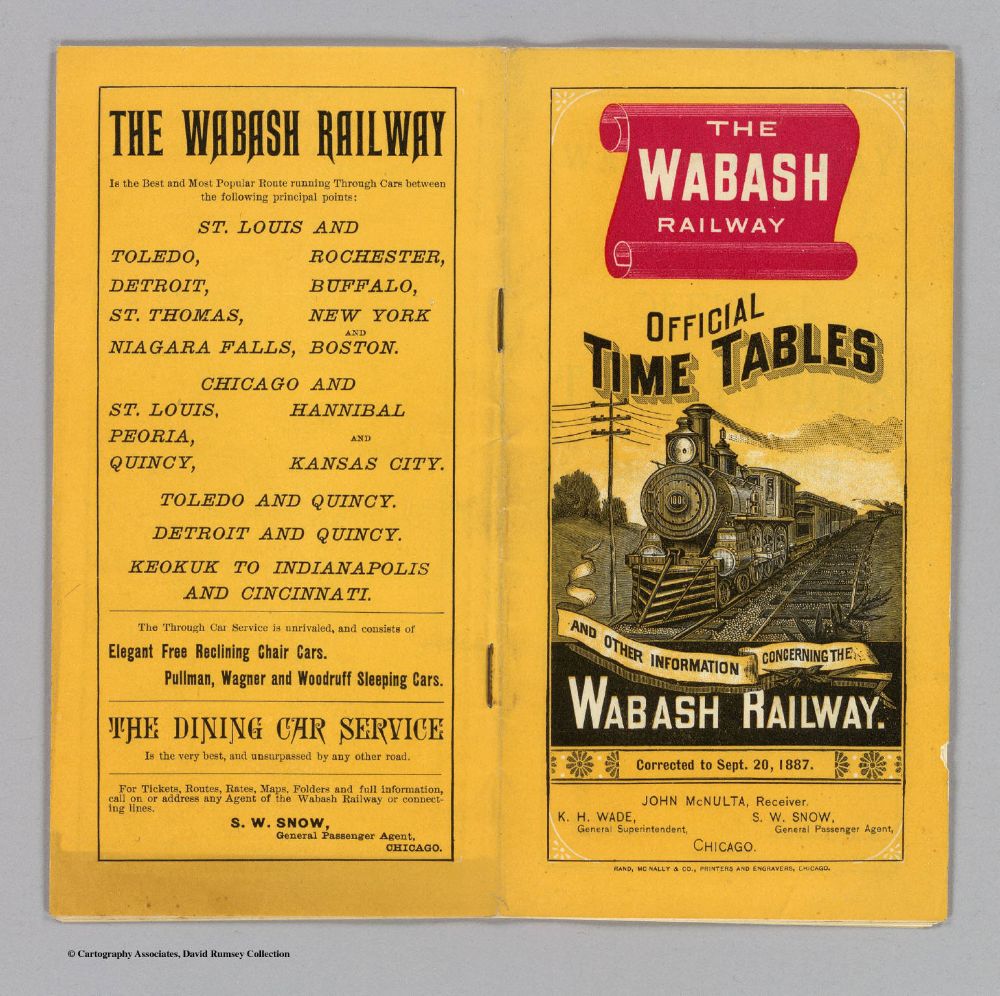 THE WABASH RAILWAY
Is the Best and Most Popular Route running Through Cars between
the following principal points:
ST. LOUIS AND
TOLEDO, ROCHESTER,
DETROIT, BUFFALO,
ST. THOMAS, NEW YORK
AND
NIAGARA FALLS, BOSTON.
CHICAGO AND
ST. LOUIS, HANNIBAL
PEORIA, AND
QUINCY, KANSAS CITY.
TOLEDO AND QUINCY.
DETROIT AND QUINCY.
KEOKUK TO INDIANAPOLIS
AND CINCINNATI.
The Through Car Service is unrivaled, and consists of
Elegant Free Reclining Chair Cars.
Pullman, Wagner and Woodruff Sleeping Cars.
THE DINING CAR SERVICE
Is the very best, and unsurpassed by any other road.
For Tickets, Routes, Rates, Maps, Folders and full information,
call on or address any Agent of the Wabash Railway or connect-
ing lines.
S. W. SNOW,
General Passenger Agent,
CHICAGO.
THE
WABASH
RAILWAY
OFFICIAL
TIME TABLES
1001
AND OTHER INFORMATION CONCERNING THE
WABASH RAILWAY.
Corrected to Sept. 20, 1887.
JOHN McNULTA, Receiver,
K. H. WADE, S. W. SNOW,
General Superintendent, General Passenger Agent,
CHICAGO.
RAND, MC NALLY & CO., PRINTERS AND ENGRAVERS, CHICAGO.
© Cartography Associates, David Rumsey Collection